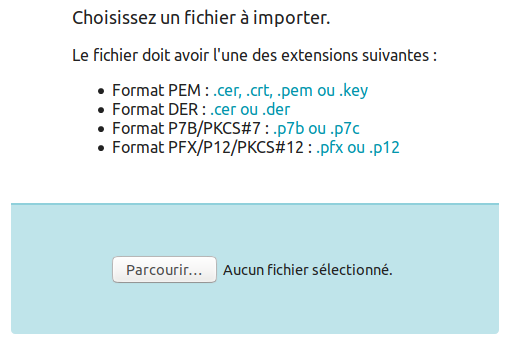 Choisissez un fichier à importer.
Le fichier doit avoir l'une des extensions suivantes :
• Format PEM : .cer, .crt, .pem ou .key
• Format DER : .cer ou .der
• Format P7B/PKCS#7 : .p7b ou .p7c
• Format PFX/P12/PKCS#12 : .pfx ou .p12
Parcourir… Aucun fichier sélectionné.